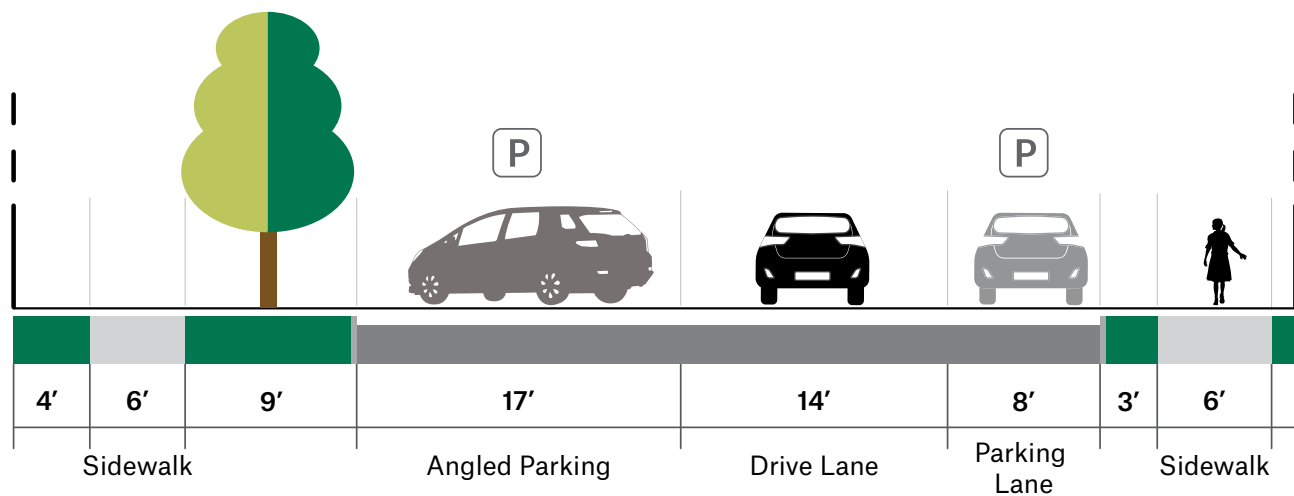 P
P
4′
6′
9′
17′
14′
8′
3′
6′
Sidewalk
Angled Parking
Drive Lane
Parking
Lane
Sidewalk